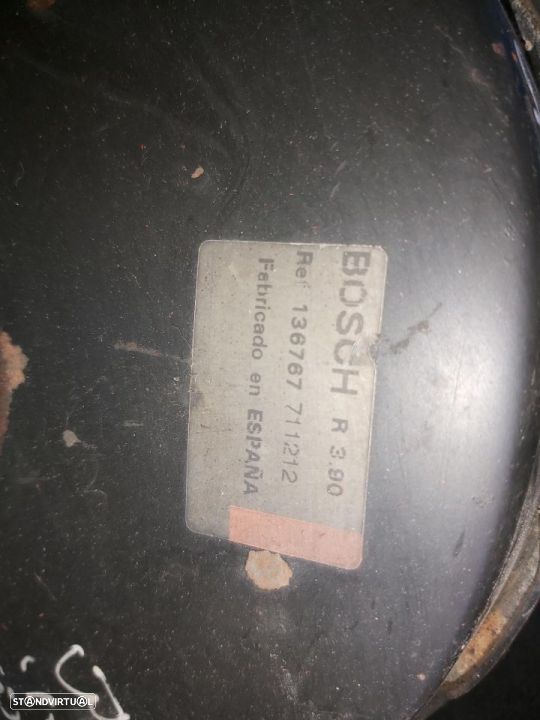 BOSCH R 3.90
Ref 136767 711212
Fabricado en ESPAÑA
STANDVIRTUAL